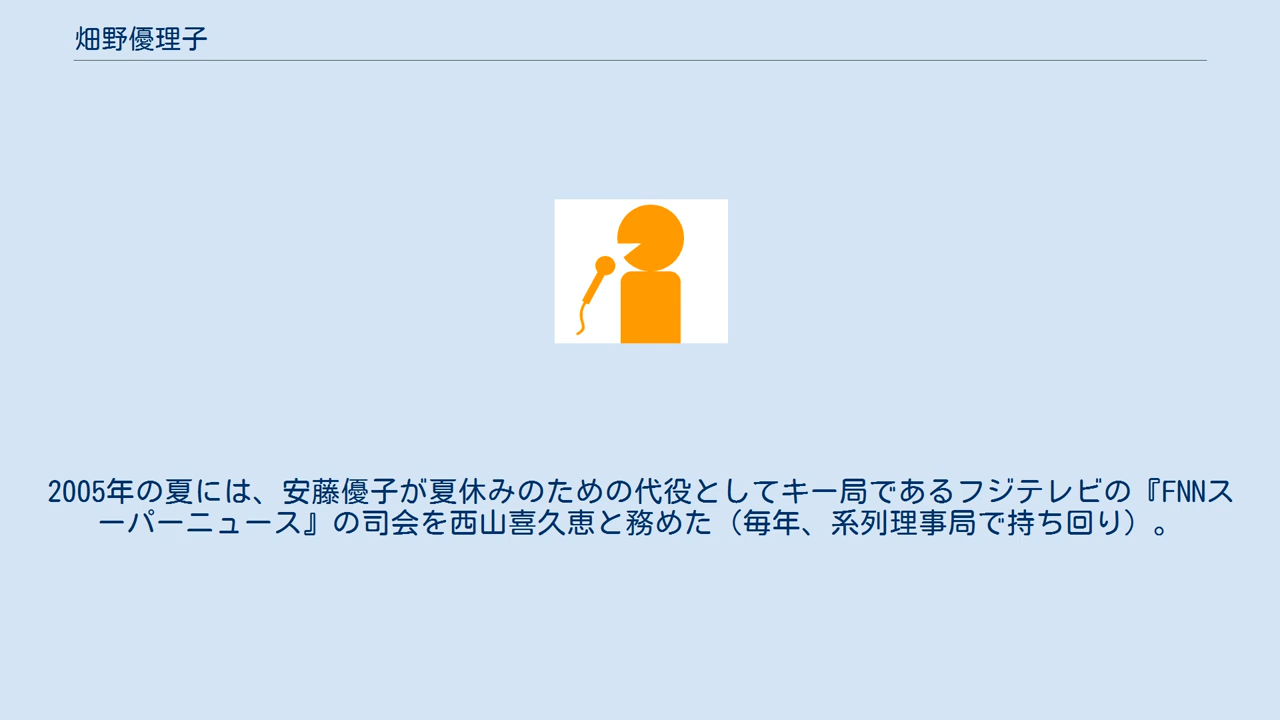 畑野優理子
2005年の夏には、安藤優子が夏休みのための代役としてキー局であるフジテレビの『FNNス
ーパーニュース』の司会を西山喜久恵と務めた（毎年、系列理事局で持ち回り）。